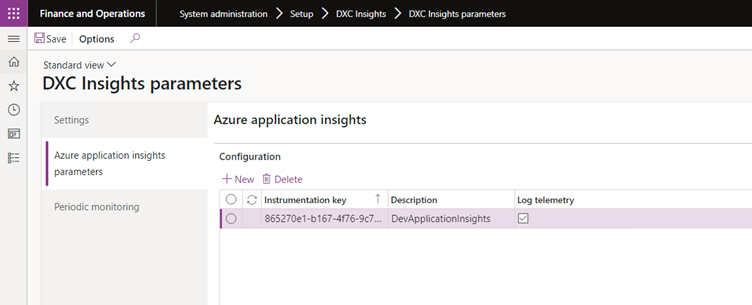 Finance and Operations System administration Setup DXC Insights DXC Insights parameters
Save Options
Standard view
DXC Insights parameters
Settings
Azure application insights parameters
Periodic monitoring
Azure application insights
Configuration
New Delete
Instrumentation key Description Log telemetry
865270e1-b167-4f76-9c7... DevApplicationInsights